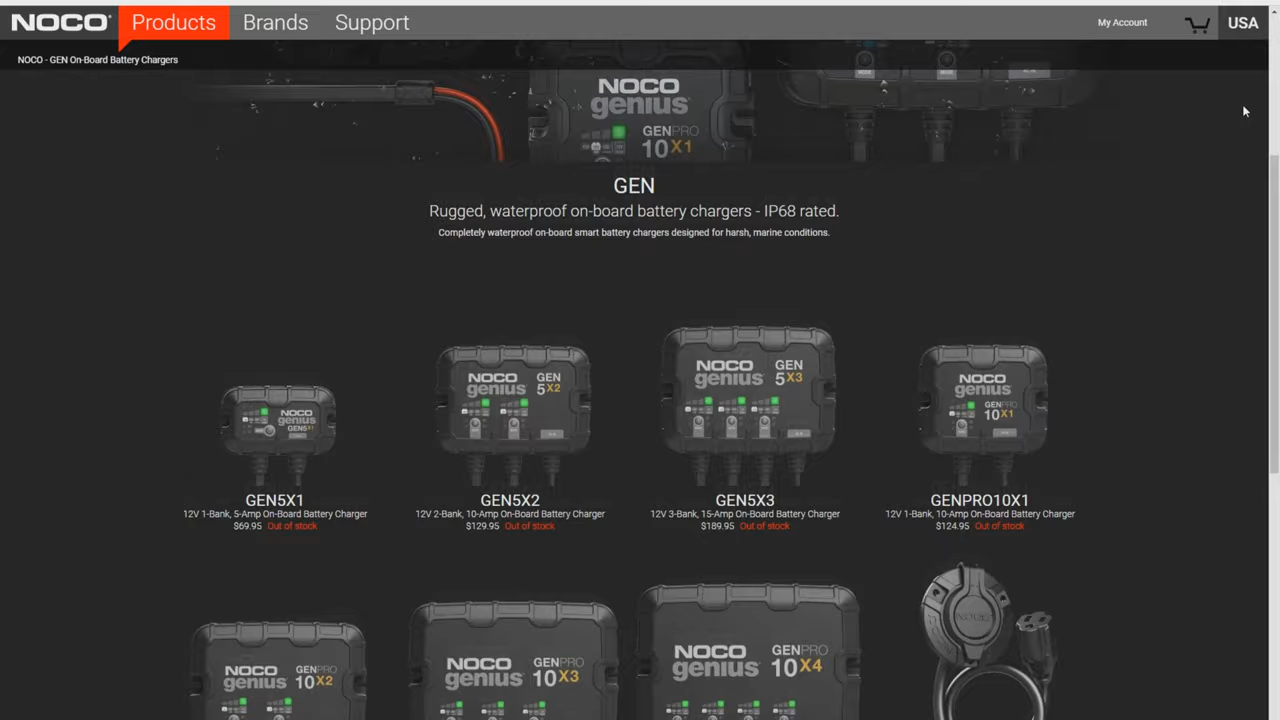 NOCO Products Brands Support My Account USA
NOCO - GEN On-Board Battery Chargers
NOCO
genius
GENPRO
10X1
GEN
Rugged, waterproof on-board battery chargers - IP68 rated.
Completely waterproof on-board smart battery chargers designed for harsh, marine conditions.
NOCO
genius
GEN5X1
NOCO
genius
GEN
5X2
NOCO
genius
GEN
5X3
NOCO
genius
GENPRO
10X1
GEN5X1
12V 1-Bank, 5-Amp On-Board Battery Charger
$69.95 Out of stock
GEN5X2
12V 2-Bank, 10-Amp On-Board Battery Charger
$129.95 Out of stock
GEN5X3
12V 3-Bank, 15-Amp On-Board Battery Charger
$189.95 Out of stock
GENPRO10X1
12V 1-Bank, 10-Amp On-Board Battery Charger
$124.95 Out of stock
NOCO
genius
GENPRO
10X2
NOCO
genius
GENPRO
10X3
NOCO
genius
GENPRO
10X4
NOCO